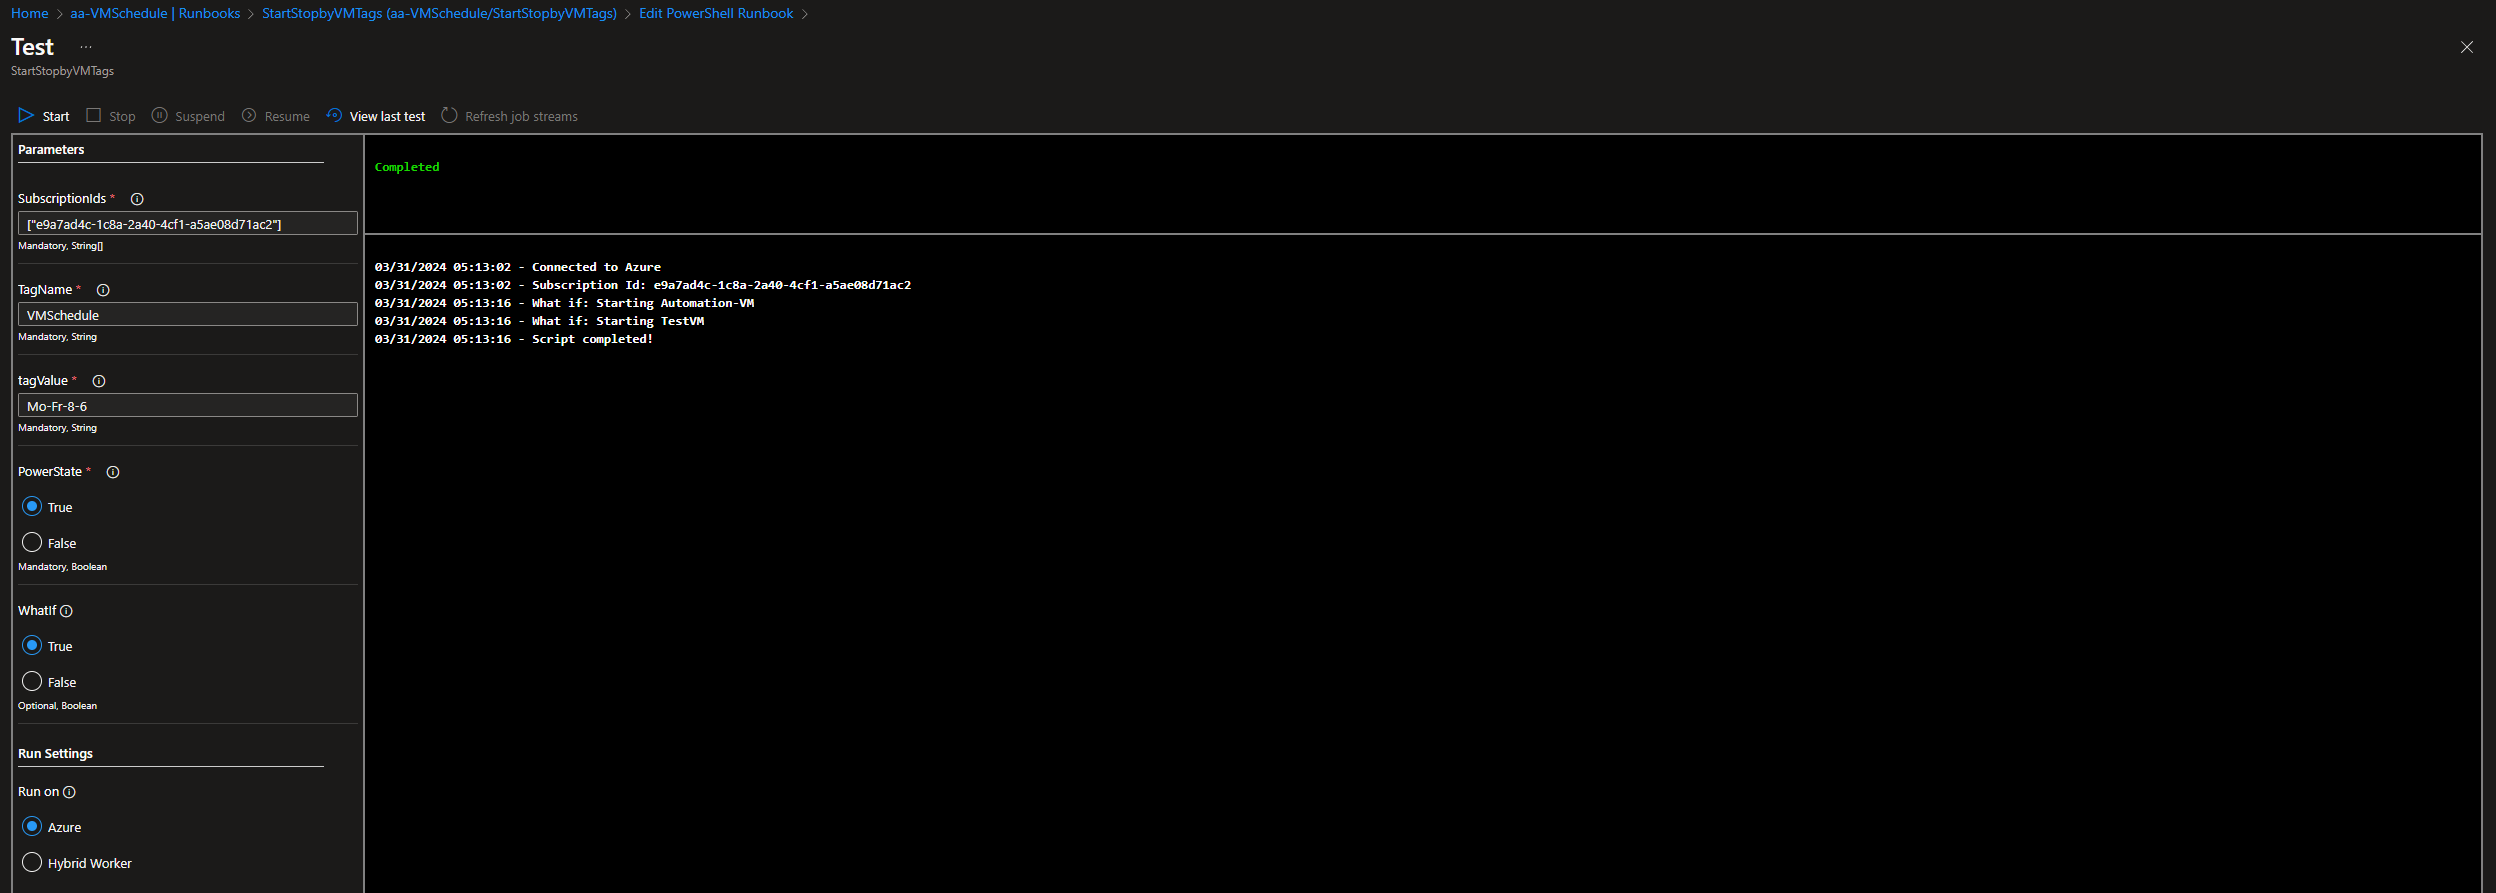 Home > aa-VMSchedule | Runbooks > StartStopbyVMTags (aa-VMSchedule/StartStopbyVMTags) > Edit PowerShell Runbook >
Test ...
StartStopbyVMTags
Start Stop Suspend Resume View last test Refresh job streams
Parameters
SubscriptionIds *
["e9a7ad4c-1c8a-2a40-4cf1-a5ae08d71ac2"]
Mandatory, String[]
TagName *
VMSchedule
Mandatory, String
tagValue *
Mo-Fr-8-6
Mandatory, String
PowerState *
True
False
Mandatory, Boolean
WhatIf
True
False
Optional, Boolean
Run Settings
Run on
Azure
Hybrid Worker
Completed
03/31/2024 05:13:02 - Connected to Azure
03/31/2024 05:13:02 - Subscription Id: e9a7ad4c-1c8a-2a40-4cf1-a5ae08d71ac2
03/31/2024 05:13:16 - What if: Starting Automation-VM
03/31/2024 05:13:16 - What if: Starting TestVM
03/31/2024 05:13:16 - Script completed!